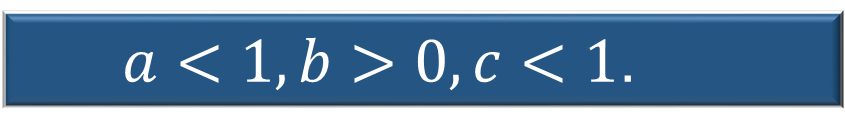 a < 1, b > 0, c < 1.